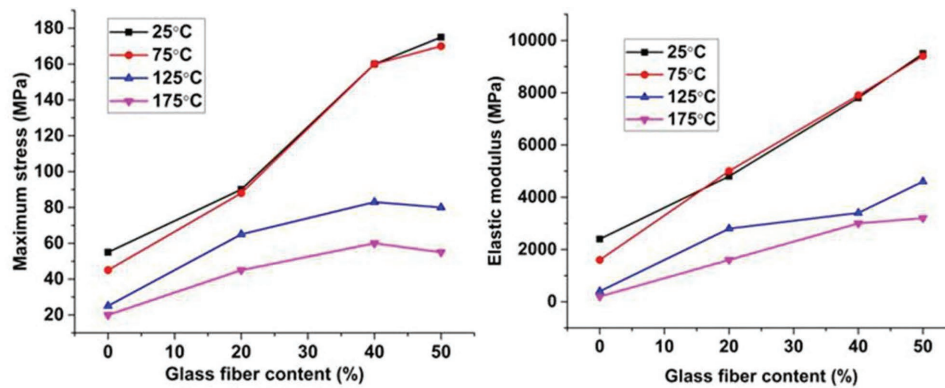 180
160
140
120
100
80
60
40
20
Maximum stress (MPa)
25°C
75°C
125°C
175°C
0 10 20 30 40 50
Glass fiber content (%)
10000
8000
6000
4000
2000
0
Elastic modulus (MPa)
25°C
75°C
125°C
175°C
0 10 20 30 40 50
Glass fiber content (%)